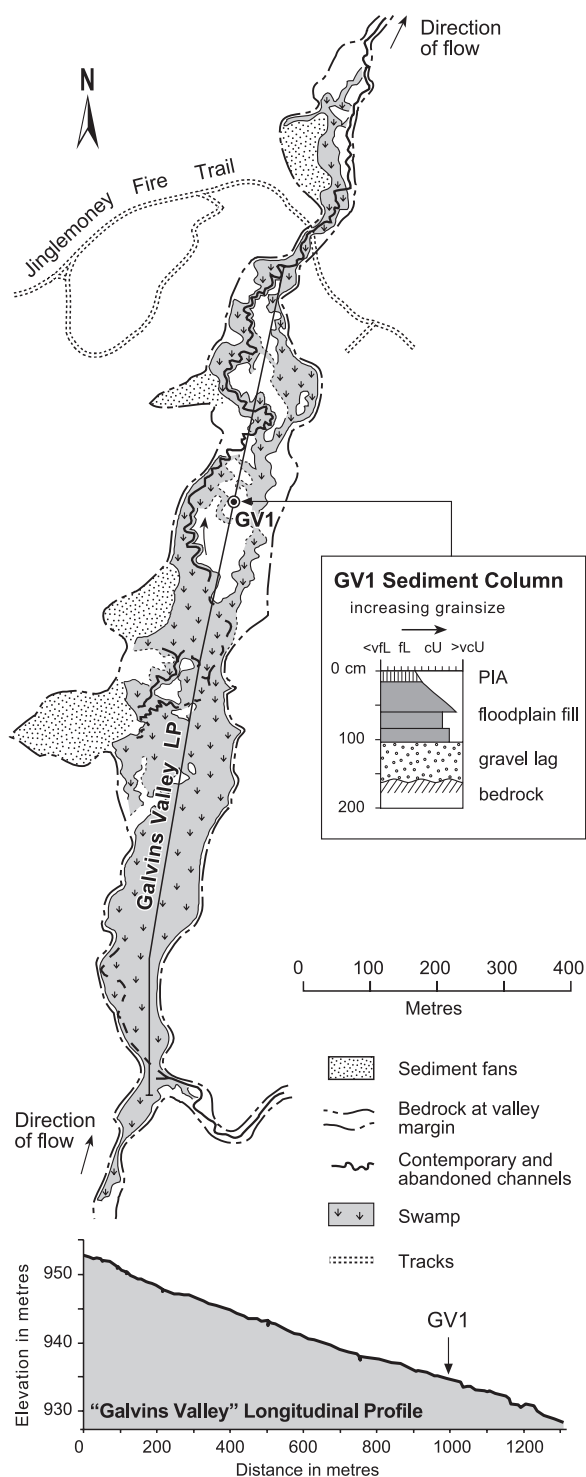 Direction
of flow
N
Jinglemoney Fire Trail
GV1
GV1 Sediment Column
increasing grainsize
<vfL fL cU >vcU
0 cm
PIA
floodplain fill
100
gravel lag
bedrock
200
Galvins Valley LP
0 100 200 300 400
Metres
Sediment fans
Bedrock at valley
margin
Contemporary and
abandoned channels
Swamp
Tracks
Direction
of flow
Elevation in metres
950
940
930
GV1
"Galvins Valley" Longitudinal Profile
0 200 400 600 800 1000 1200
Distance in metres